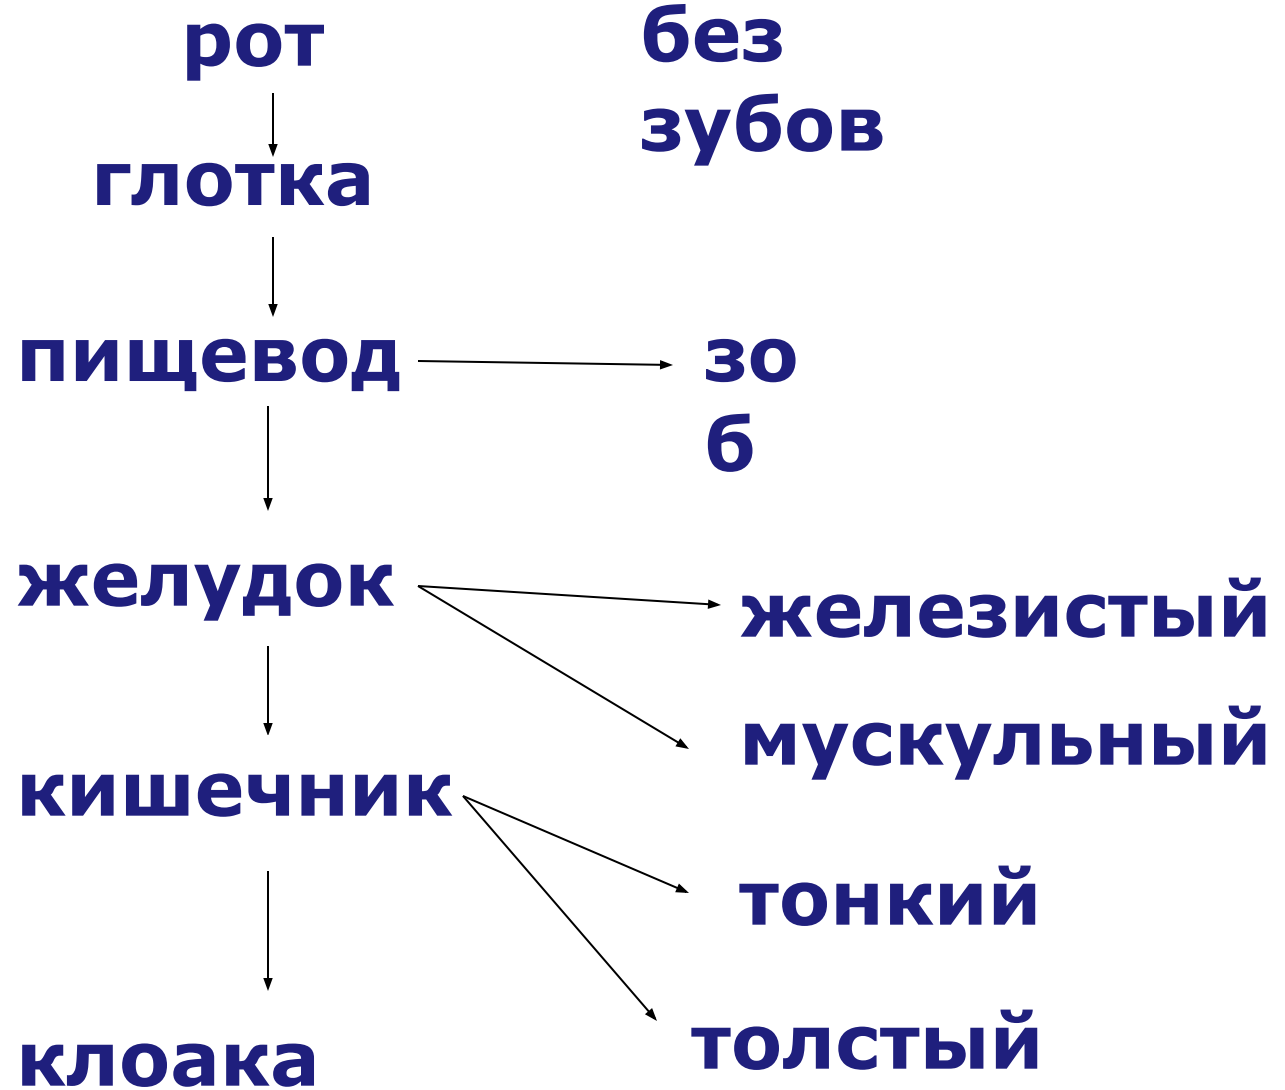 рот
без
зубов
глотка
пищевод
зо
б
желудок
железистый
мускульный
кишечник
тонкий
толстый
клоака